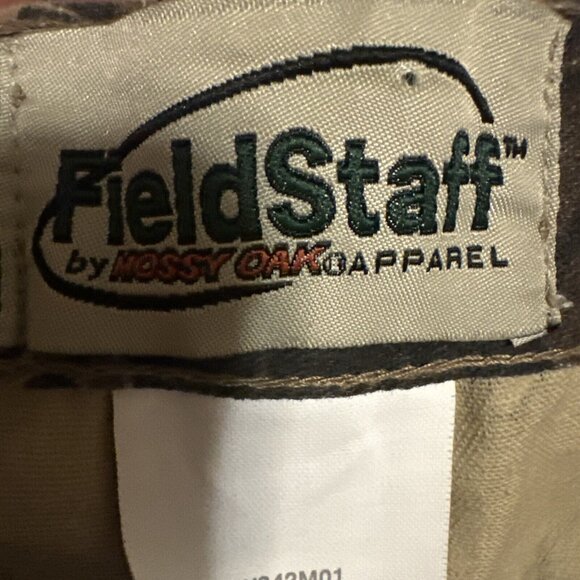 FieldStaff™
by MOSSY OAK® APPAREL